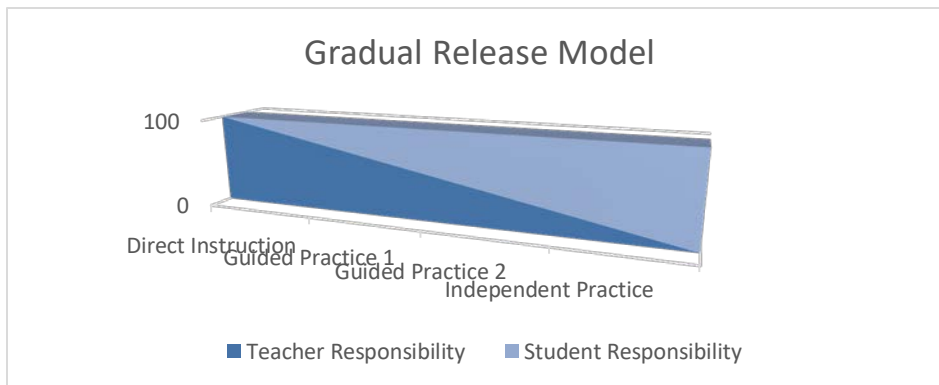 Gradual Release Model
100
0
Direct Instruction
Guided Practice 1
Guided Practice 2
Independent Practice
Teacher Responsibility
Student Responsibility